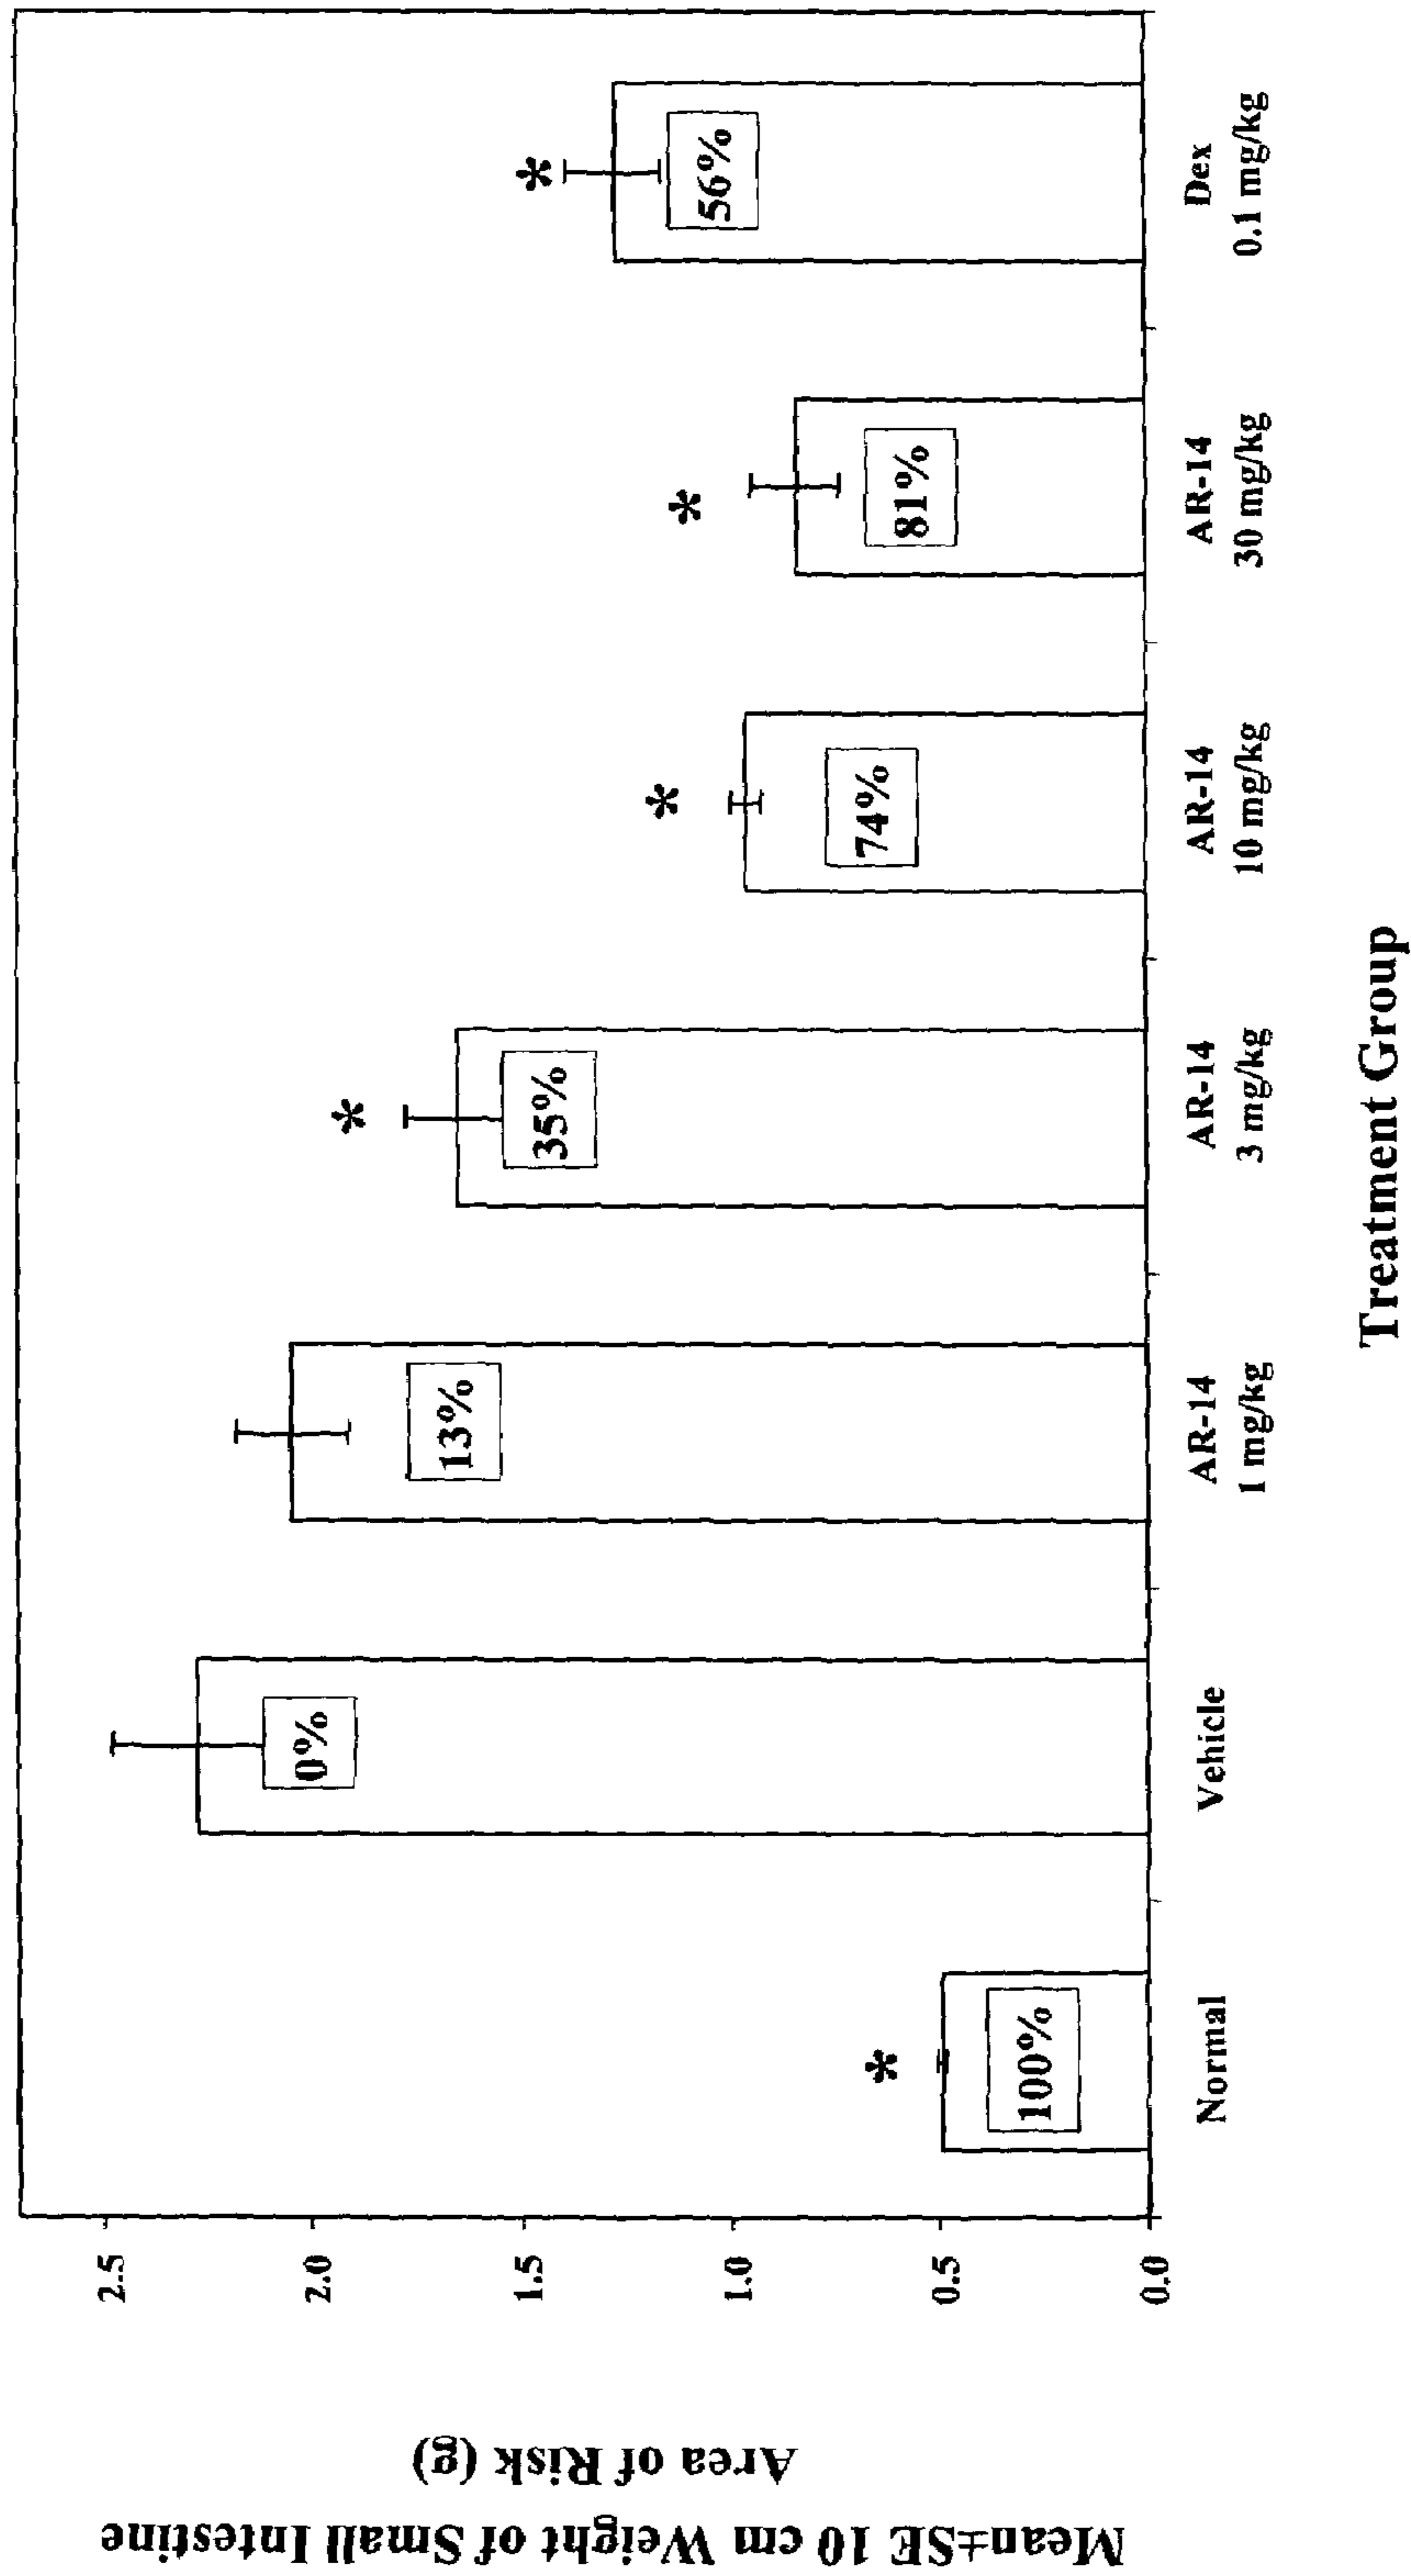 Mean±SE 10 cm Weight of Small Intestine
Area of Risk (g)
2.5
2.0
1.5
1.0
0.5
0.0
*
100%
0%
13%
*
35%
*
74%
*
81%
*
56%
Normal
Vehicle
AR-14
1 mg/kg
AR-14
3 mg/kg
AR-14
10 mg/kg
AR-14
30 mg/kg
Dex
0.1 mg/kg
Treatment Group